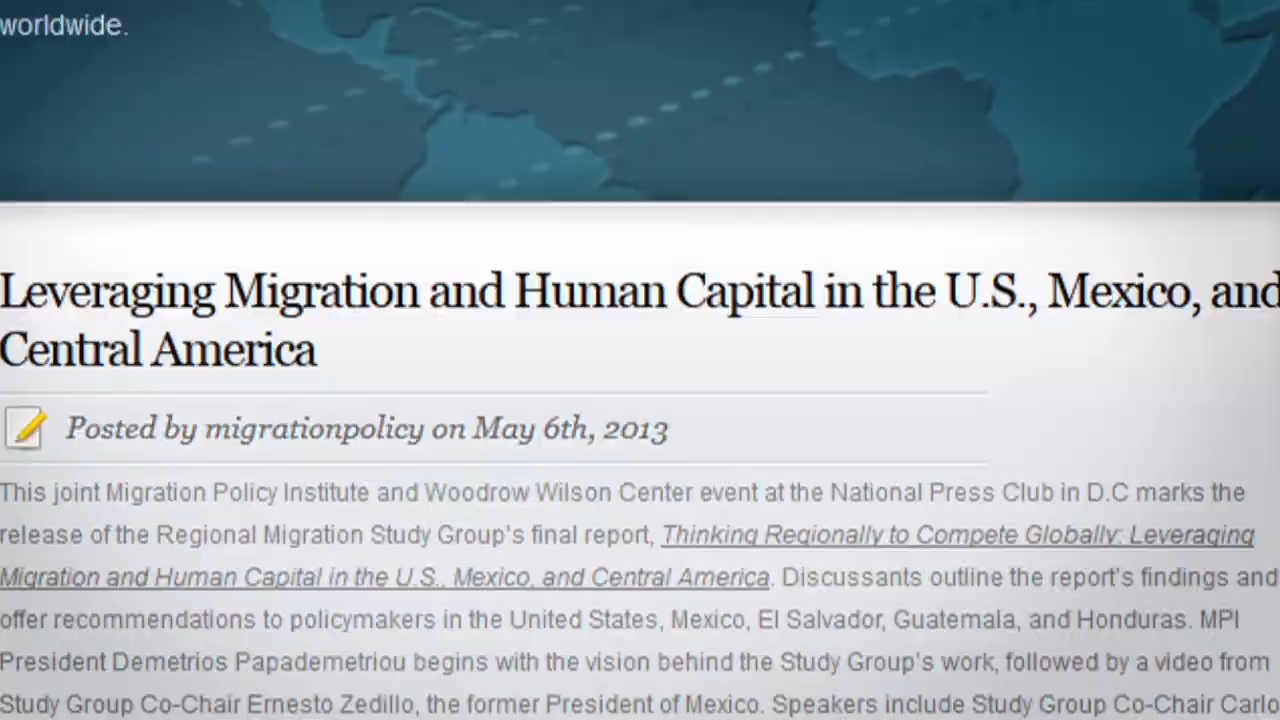 worldwide.
Leveraging Migration and Human Capital in the U.S., Mexico, and
Central America
Posted by migrationpolicy on May 6th, 2013
This joint Migration Policy Institute and Woodrow Wilson Center event at the National Press Club in D.C marks the
release of the Regional Migration Study Group's final report, Thinking Regionally to Compete Globally: Leveraging
Migration and Human Capital in the U.S., Mexico, and Central America. Discussants outline the report's findings and
offer recommendations to policymakers in the United States, Mexico, El Salvador, Guatemala, and Honduras. MPI
President Demetrios Papademetriou begins with the vision behind the Study Group's work, followed by a video from
Study Group Co-Chair Ernesto Zedillo, the former President of Mexico. Speakers include Study Group Co-Chair Carlo